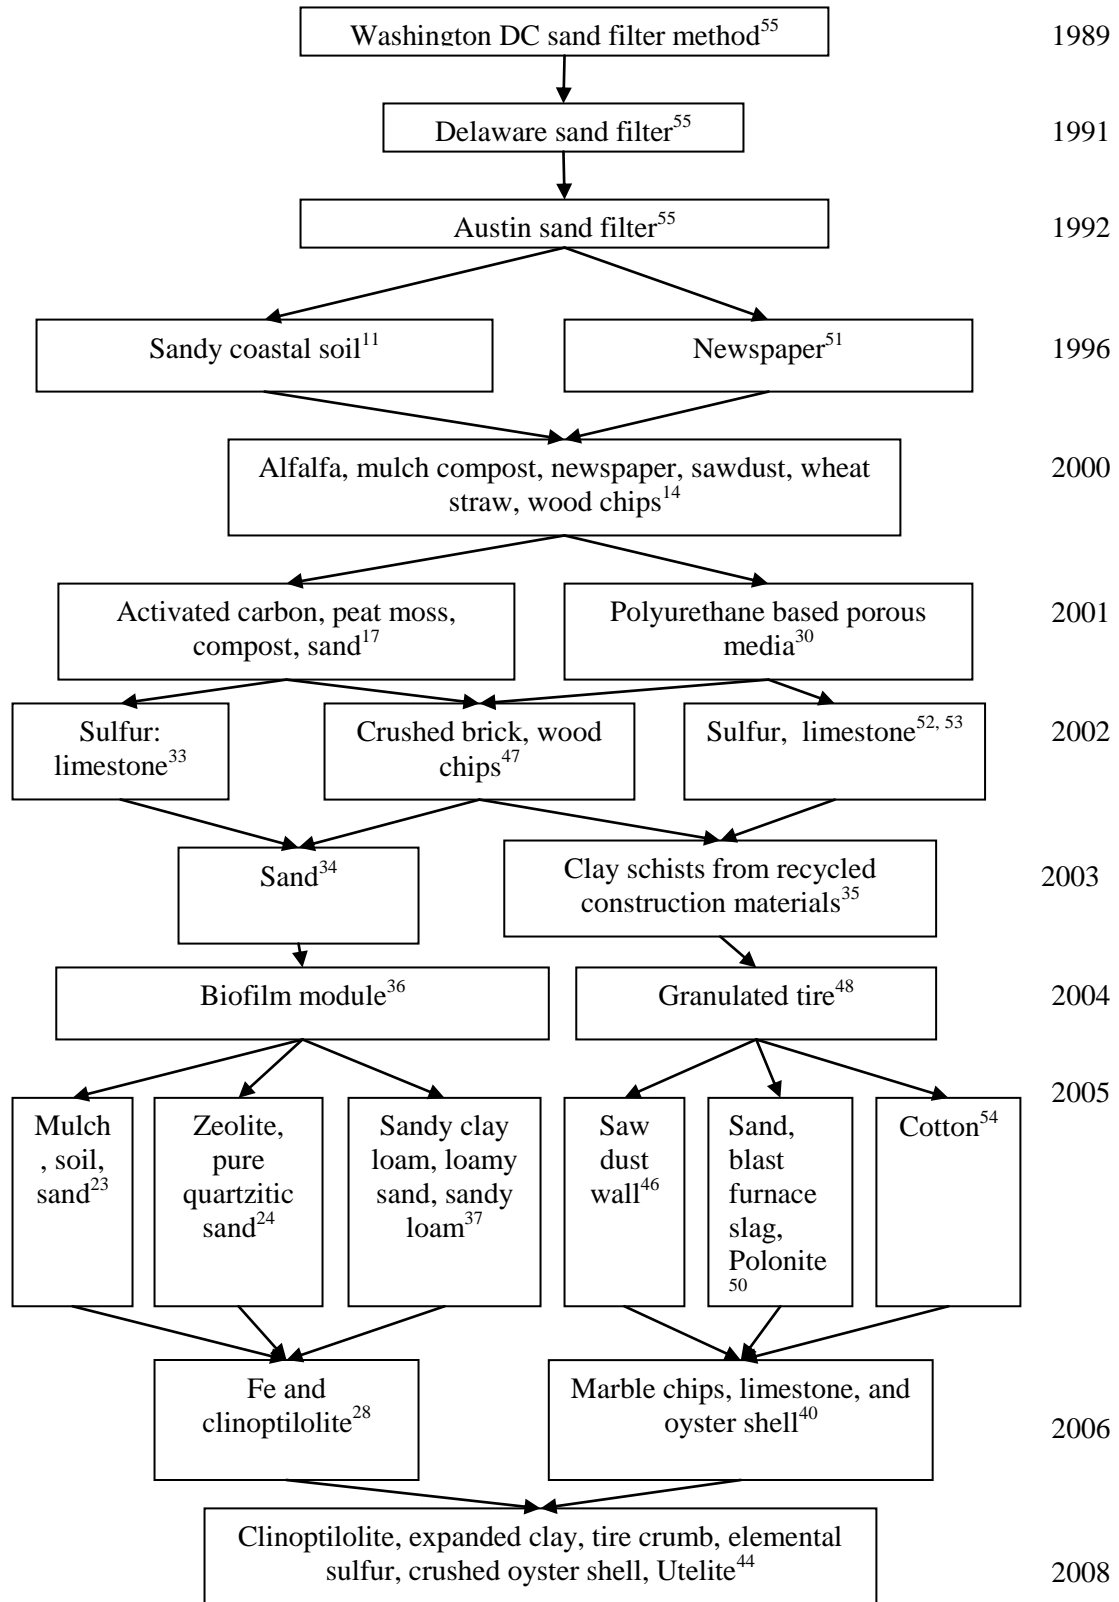 Washington DC sand filter method55
1989
Delaware sand filter55
1991
Austin sand filter55
1992
Sandy coastal soil11
Newspaper51
1996
Alfalfa, mulch compost, newspaper, sawdust, wheat
straw, wood chips14
2000
Activated carbon, peat moss,
compost, sand17
Polyurethane based porous
media30
2001
Sulfur:
limestone33
Crushed brick, wood
chips47
Sulfur, limestone52, 53
2002
Sand34
Clay schists from recycled
construction materials35
2003
Biofilm module36
Granulated tire48
2004
2005
Mulch
, soil,
sand23
Zeolite,
pure
quartzitic
sand24
Sandy clay
loam, loamy
sand, sandy
loam37
Saw
dust
wall46
Sand,
blast
furnace
slag,
Polonite
50
Cotton54
Fe and
clinoptilolite28
Marble chips, limestone, and
oyster shell40
2006
Clinoptilolite, expanded clay, tire crumb, elemental
sulfur, crushed oyster shell, Utelite44
2008